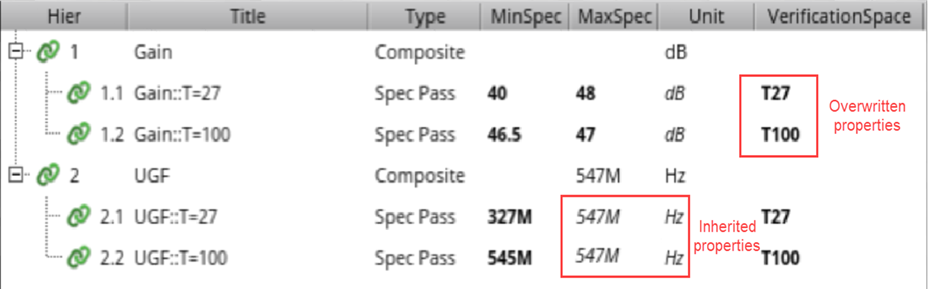 Hier Title Type MinSpec MaxSpec Unit VerificationSpace
1 Gain Composite dB
1.1 Gain::T=27 Spec Pass 40 48 dB T27
Overwritten
properties
1.2 Gain::T=100 Spec Pass 46.5 47 dB T100
2 UGF Composite 547M Hz
2.1 UGF::T=27 Spec Pass 327M 547M Hz T27
Inherited
properties
2.2 UGF::T=100 Spec Pass 545M 547M Hz T100